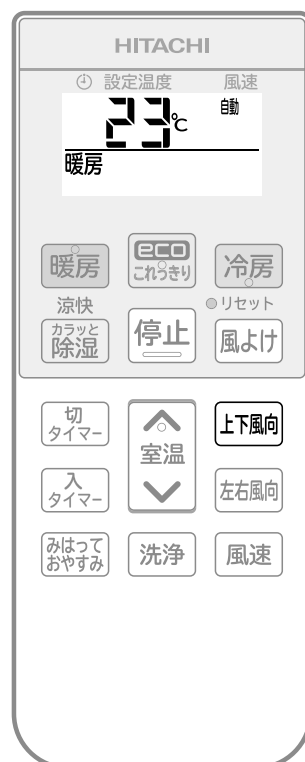 HITACHI
設定温度 風速
23℃ 自動
暖房
暖房 eco これっきり 冷房
涼快 リセット
カラッと 除湿 停止 風よけ
切タイマー 室温 上下風向
入タイマー 左右風向
みはって おやすみ 洗浄 風速